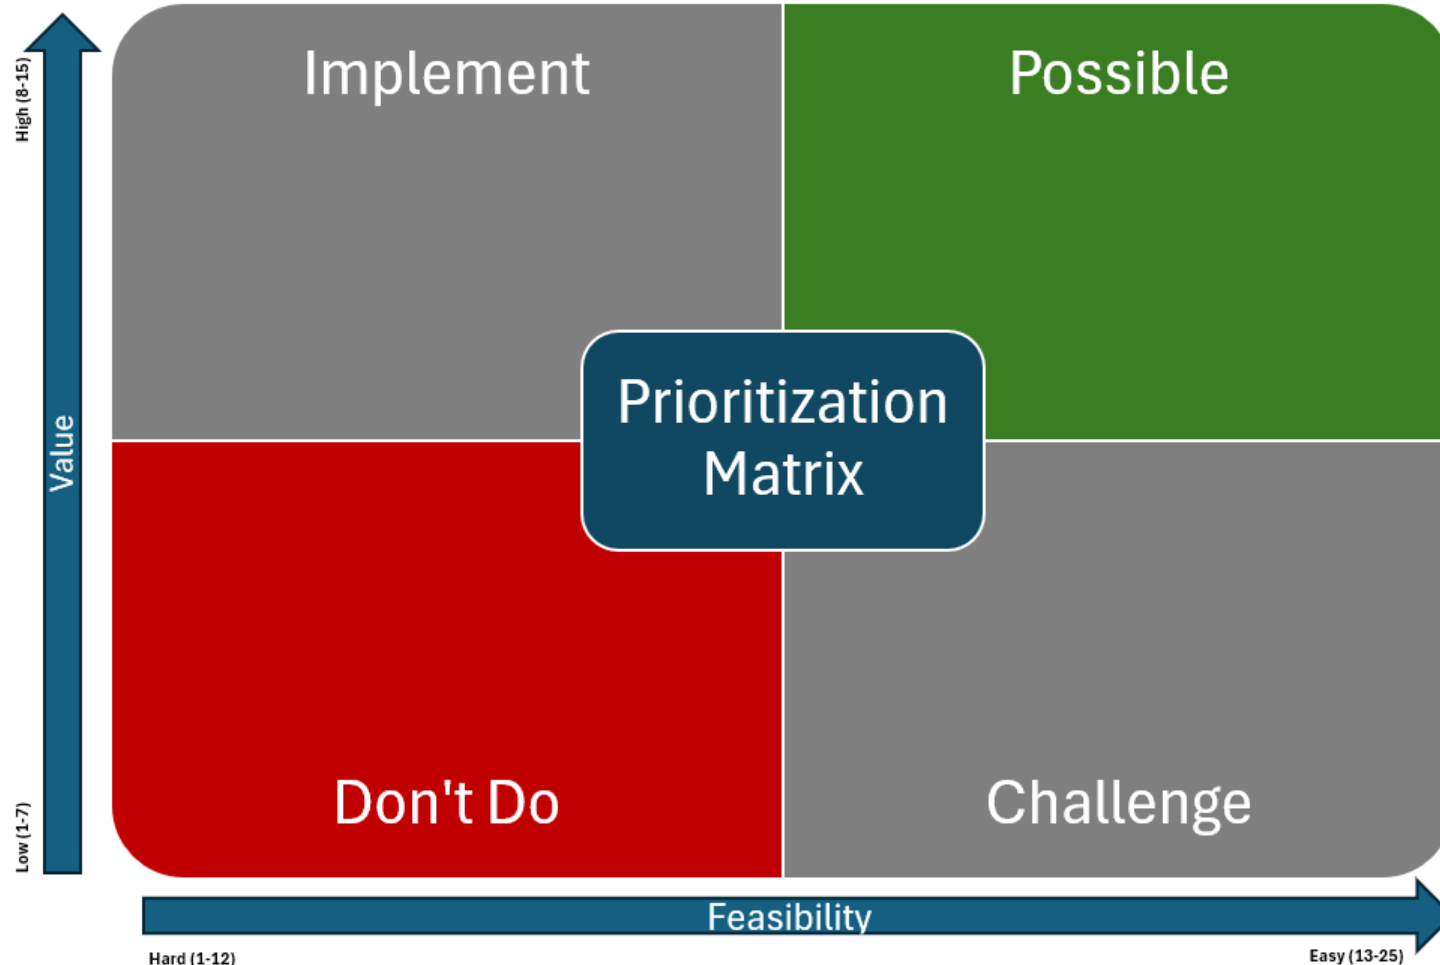 High (8-15)
Implement
Possible
Prioritization
Matrix
Value
Don't Do
Challenge
Low (1-7)
Feasibility
Hard (1-12)
Easy (13-25)